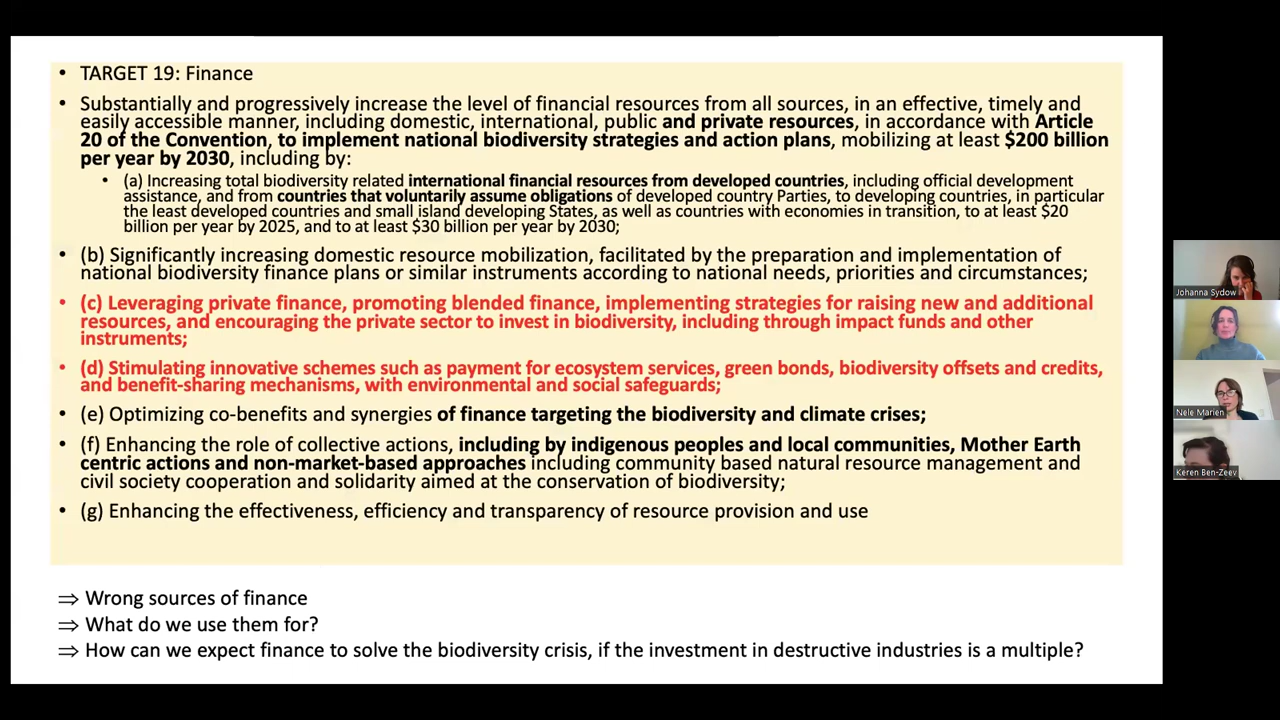 • TARGET 19: Finance
• Substantially and progressively increase the level of financial resources from all sources, in an effective, timely and
easily accessible manner, including domestic, international, public and private resources, in accordance with Article
20 of the Convention, to implement national biodiversity strategies and action plans, mobilizing at least $200 billion
per year by 2030, including by:
• (a) Increasing total biodiversity related international financial resources from developed countries, including official development
assistance, and from countries that voluntarily assume obligations of developed country Parties, to developing countries, in particular
the least developed countries and small island developing States, as well as countries with economies in transition, to at least $20
billion per year by 2025, and to at least $30 billion per year by 2030;
• (b) Significantly increasing domestic resource mobilization, facilitated by the preparation and implementation of
national biodiversity finance plans or similar instruments according to national needs, priorities and circumstances;
• (c) Leveraging private finance, promoting blended finance, implementing strategies for raising new and additional
resources, and encouraging the private sector to invest in biodiversity, including through impact funds and other
instruments;
• (d) Stimulating innovative schemes such as payment for ecosystem services, green bonds, biodiversity offsets and credits,
and benefit-sharing mechanisms, with environmental and social safeguards;
• (e) Optimizing co-benefits and synergies of finance targeting the biodiversity and climate crises;
• (f) Enhancing the role of collective actions, including by indigenous peoples and local communities, Mother Earth
centric actions and non-market-based approaches including community based natural resource management and
civil society cooperation and solidarity aimed at the conservation of biodiversity;
• (g) Enhancing the effectiveness, efficiency and transparency of resource provision and use
⇒ Wrong sources of finance
⇒ What do we use them for?
⇒ How can we expect finance to solve the biodiversity crisis, if the investment in destructive industries is a multiple?
Johanna Sydow
Nele Marien
Keren Ben-Zeev